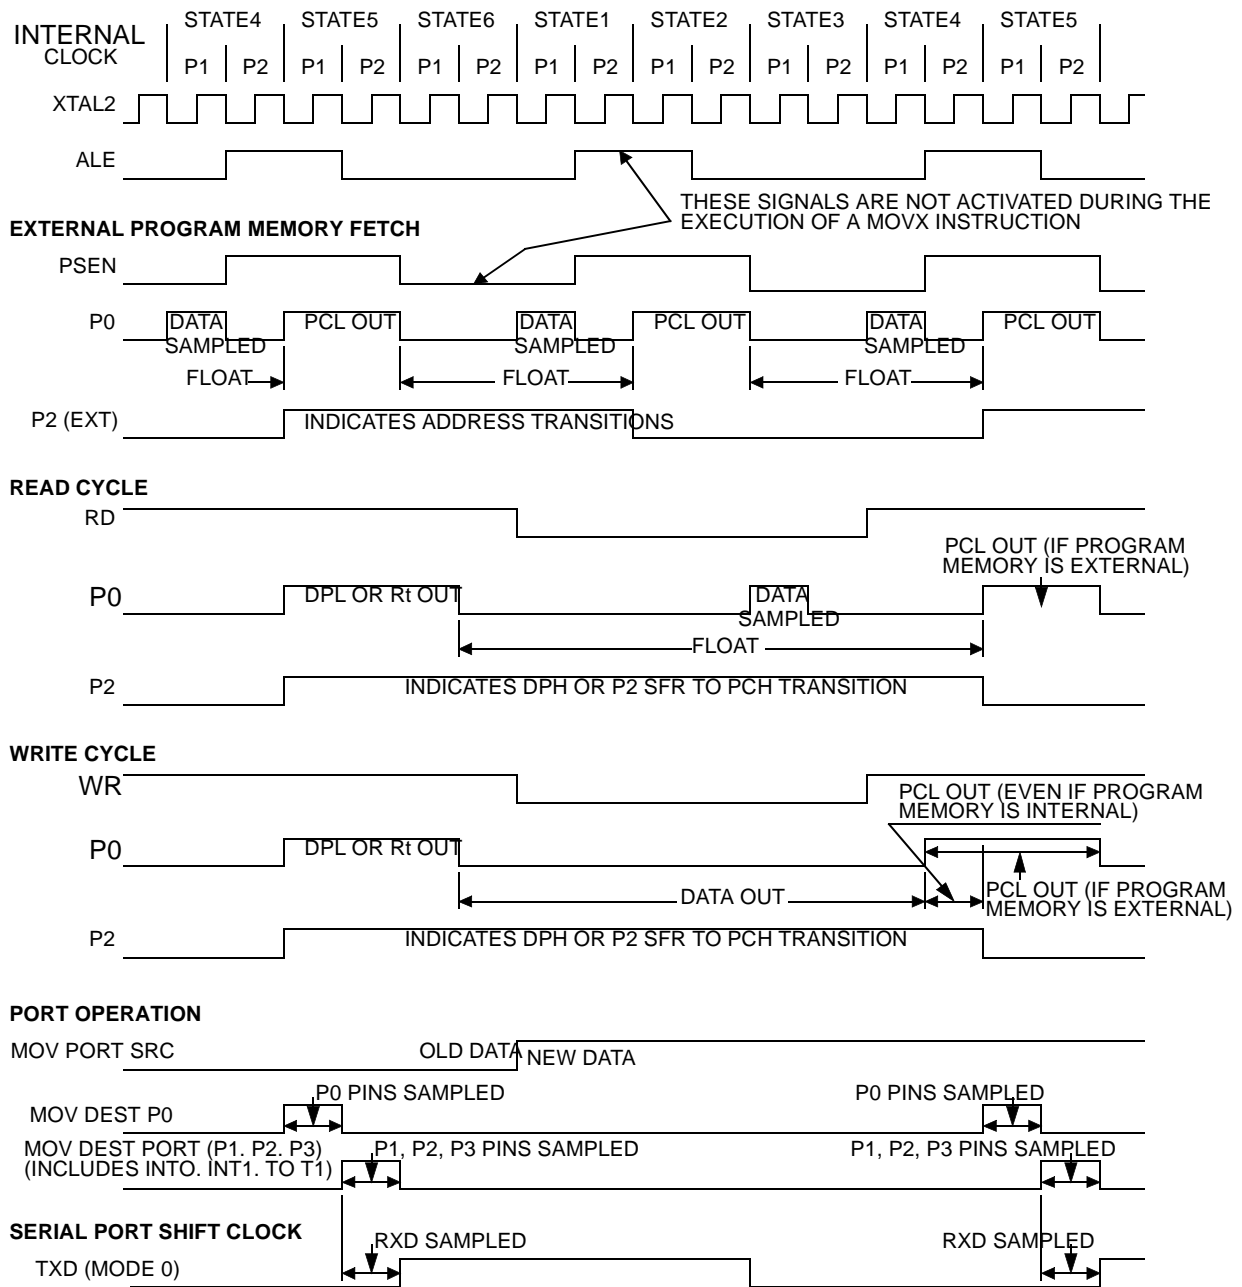 INTERNAL
CLOCK
STATE4 STATE5 STATE6 STATE1 STATE2 STATE3 STATE4 STATE5
P1 P2 P1 P2 P1 P2 P1 P2 P1 P2 P1 P2 P1 P2 P1 P2
XTAL2
ALE
THESE SIGNALS ARE NOT ACTIVATED DURING THE
EXECUTION OF A MOVX INSTRUCTION
EXTERNAL PROGRAM MEMORY FETCH
PSEN
P0 DATA PCL OUT DATA PCL OUT DATA PCL OUT
SAMPLED SAMPLED SAMPLED
FLOAT FLOAT FLOAT
P2 (EXT) INDICATES ADDRESS TRANSITIONS
READ CYCLE
RD
PCL OUT (IF PROGRAM
MEMORY IS EXTERNAL)
P0 DPL OR Rt OUT DATA
SAMPLED
FLOAT
P2 INDICATES DPH OR P2 SFR TO PCH TRANSITION
WRITE CYCLE
WR
PCL OUT (EVEN IF PROGRAM
MEMORY IS INTERNAL)
P0 DPL OR Rt OUT
DATA OUT
PCL OUT (IF PROGRAM
MEMORY IS EXTERNAL)
P2 INDICATES DPH OR P2 SFR TO PCH TRANSITION
PORT OPERATION
MOV PORT SRC OLD DATA NEW DATA
P0 PINS SAMPLED P0 PINS SAMPLED
MOV DEST P0
MOV DEST PORT (P1. P2. P3) P1, P2, P3 PINS SAMPLED P1, P2, P3 PINS SAMPLED
(INCLUDES INTO. INT1. TO T1)
SERIAL PORT SHIFT CLOCK
RXD SAMPLED RXD SAMPLED
TXD (MODE 0)